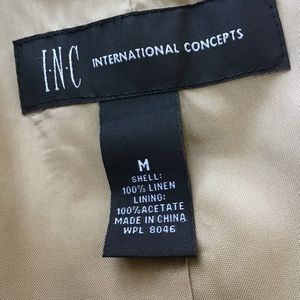 I·N·C INTERNATIONAL CONCEPTS
M
SHELL:
100% LINEN
LINING:
100% ACETATE
MADE IN CHINA
WPL 8046